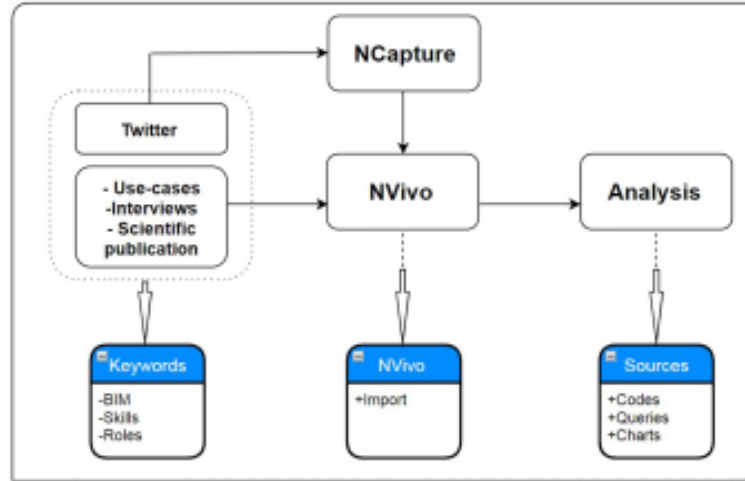 NCapture
Twitter
- Use-cases
-Interviews
- Scientific
publication
NVivo
Analysis
Keywords
-BIM
-Skills
-Roles
NVivo
+Import
Sources
+Codes
+Queries
+Charts